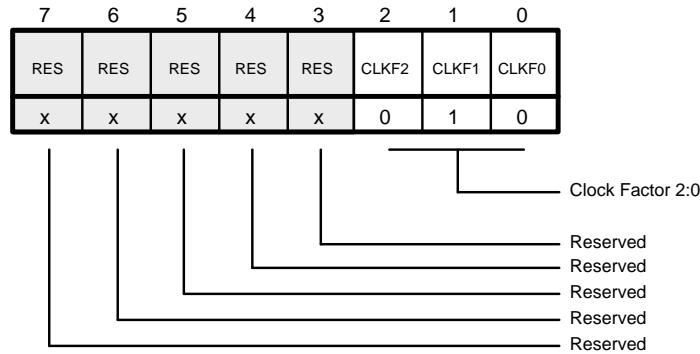 7 6 5 4 3 2 1 0
RES RES RES RES RES CLKF2 CLKF1 CLKF0
x x x x x 0 1 0
Clock Factor 2:0
Reserved
Reserved
Reserved
Reserved
Reserved